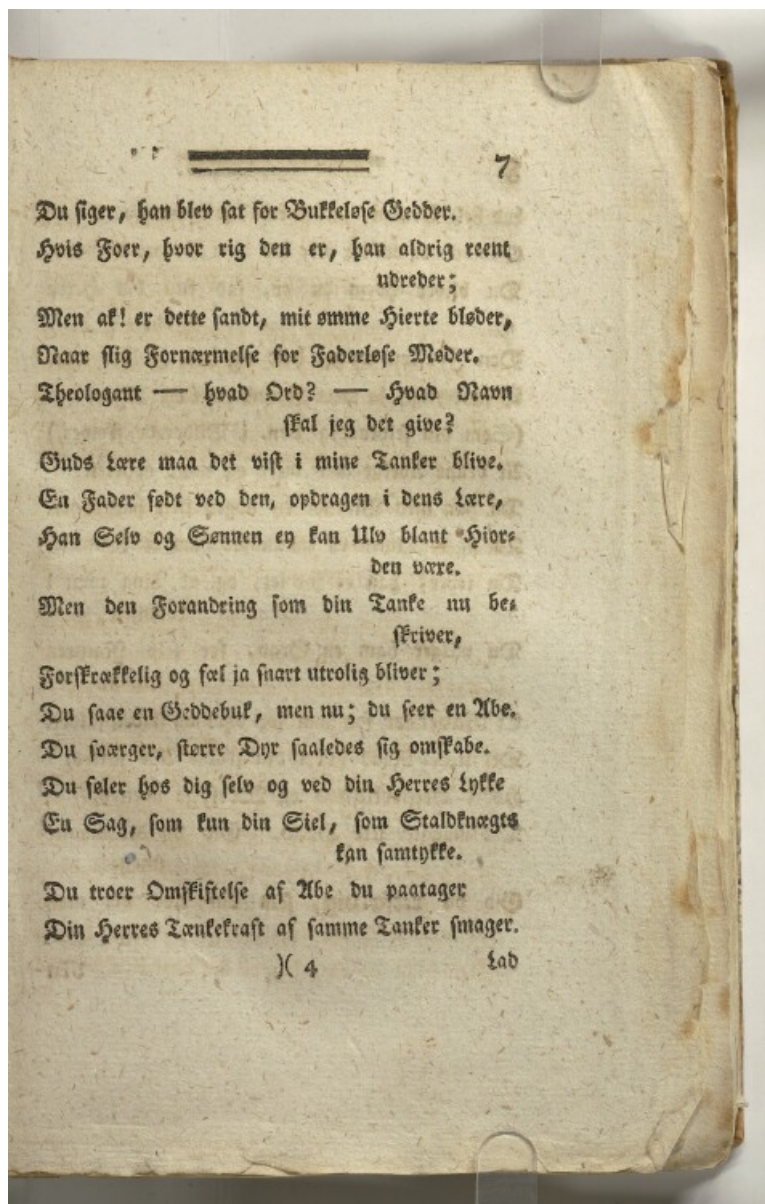 7
Du siger, han blev sat for Bukkeløse Gedder.
Hvis Foer, hvor rig den er, han aldrig reent
udreder;
Men ak! er dette sandt, mit ømme Hierte bløder,
Naar slig Fornærmelse for Faderløse Møder.
Theologant — hvad Ord? — Hvad Navn
skal jeg det give?
Guds Lære maa det vist i mine Tanker blive.
En Fader født ved den, opdragen i dens Lære,
Han Selv og Sønnen ey kan Ulv blant Hior-
den være.
Men den Forandring som din Tanke nu be-
skriver,
Forskrækkelig og fæl ja snart utrolig bliver;
Du saae en Geddebuk, men nu; du seer en Abe.
Du sværger, større Dyr saaledes sig omskabe.
Du føler hos dig selv og ved din Herres Lykke
En Sag, som kun din Siel, som Staldknægts
kan samtykke.
Du troer Omskiftelse af Abe du paatager
Din Herres Tænkekraft af samme Tanker smager.
)( 4
Lad